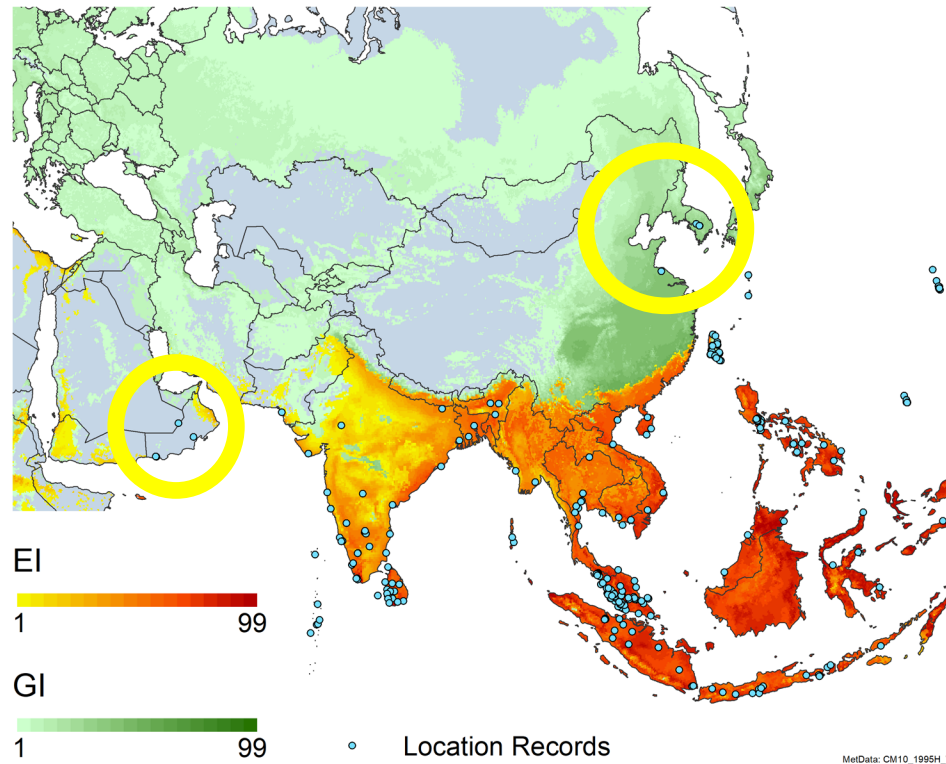 EI
1 99
GI
1 99
Location Records
MetData: CM10_1995H_